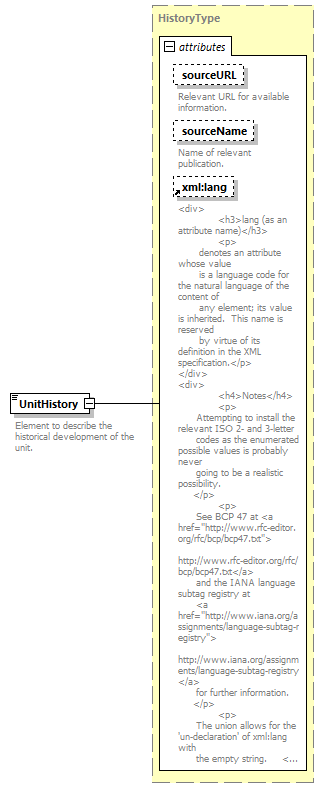 HistoryType
attributes
sourceURL
Relevant URL for available
information.
sourceName
Name of relevant
publication.
xml:lang
<div>
<h3>lang (as an
attribute name)</h3>
<p>
denotes an attribute
whose value
is a language code for
the natural language of the
content of
any element; its value
is inherited.  This name is
reserved
by virtue of its
definition in the XML
specification.</p>
</div>
<div>
<h4>Notes</h4>
<p>
Attempting to install the
relevant ISO 2- and 3-letter
codes as the enumerated
possible values is probably
never
going to be a realistic
possibility.
</p>
<p>
See BCP 47 at <a
href="http://www.rfc-editor.
org/rfc/bcp/bcp47.txt">
http://www.rfc-editor.org/rfc/
bcp/bcp47.txt</a>
and the IANA language
subtag registry at
<a
href="http://www.iana.org/a
ssignments/language-subtag-r
egistry">
http://www.iana.org/assignm
ents/language-subtag-registry
</a>
for further information.
</p>
<p>
The union allows for the
'un-declaration' of xml:lang
with
the empty string.    <...
UnitHistory
Element to describe the
historical development of the
unit.